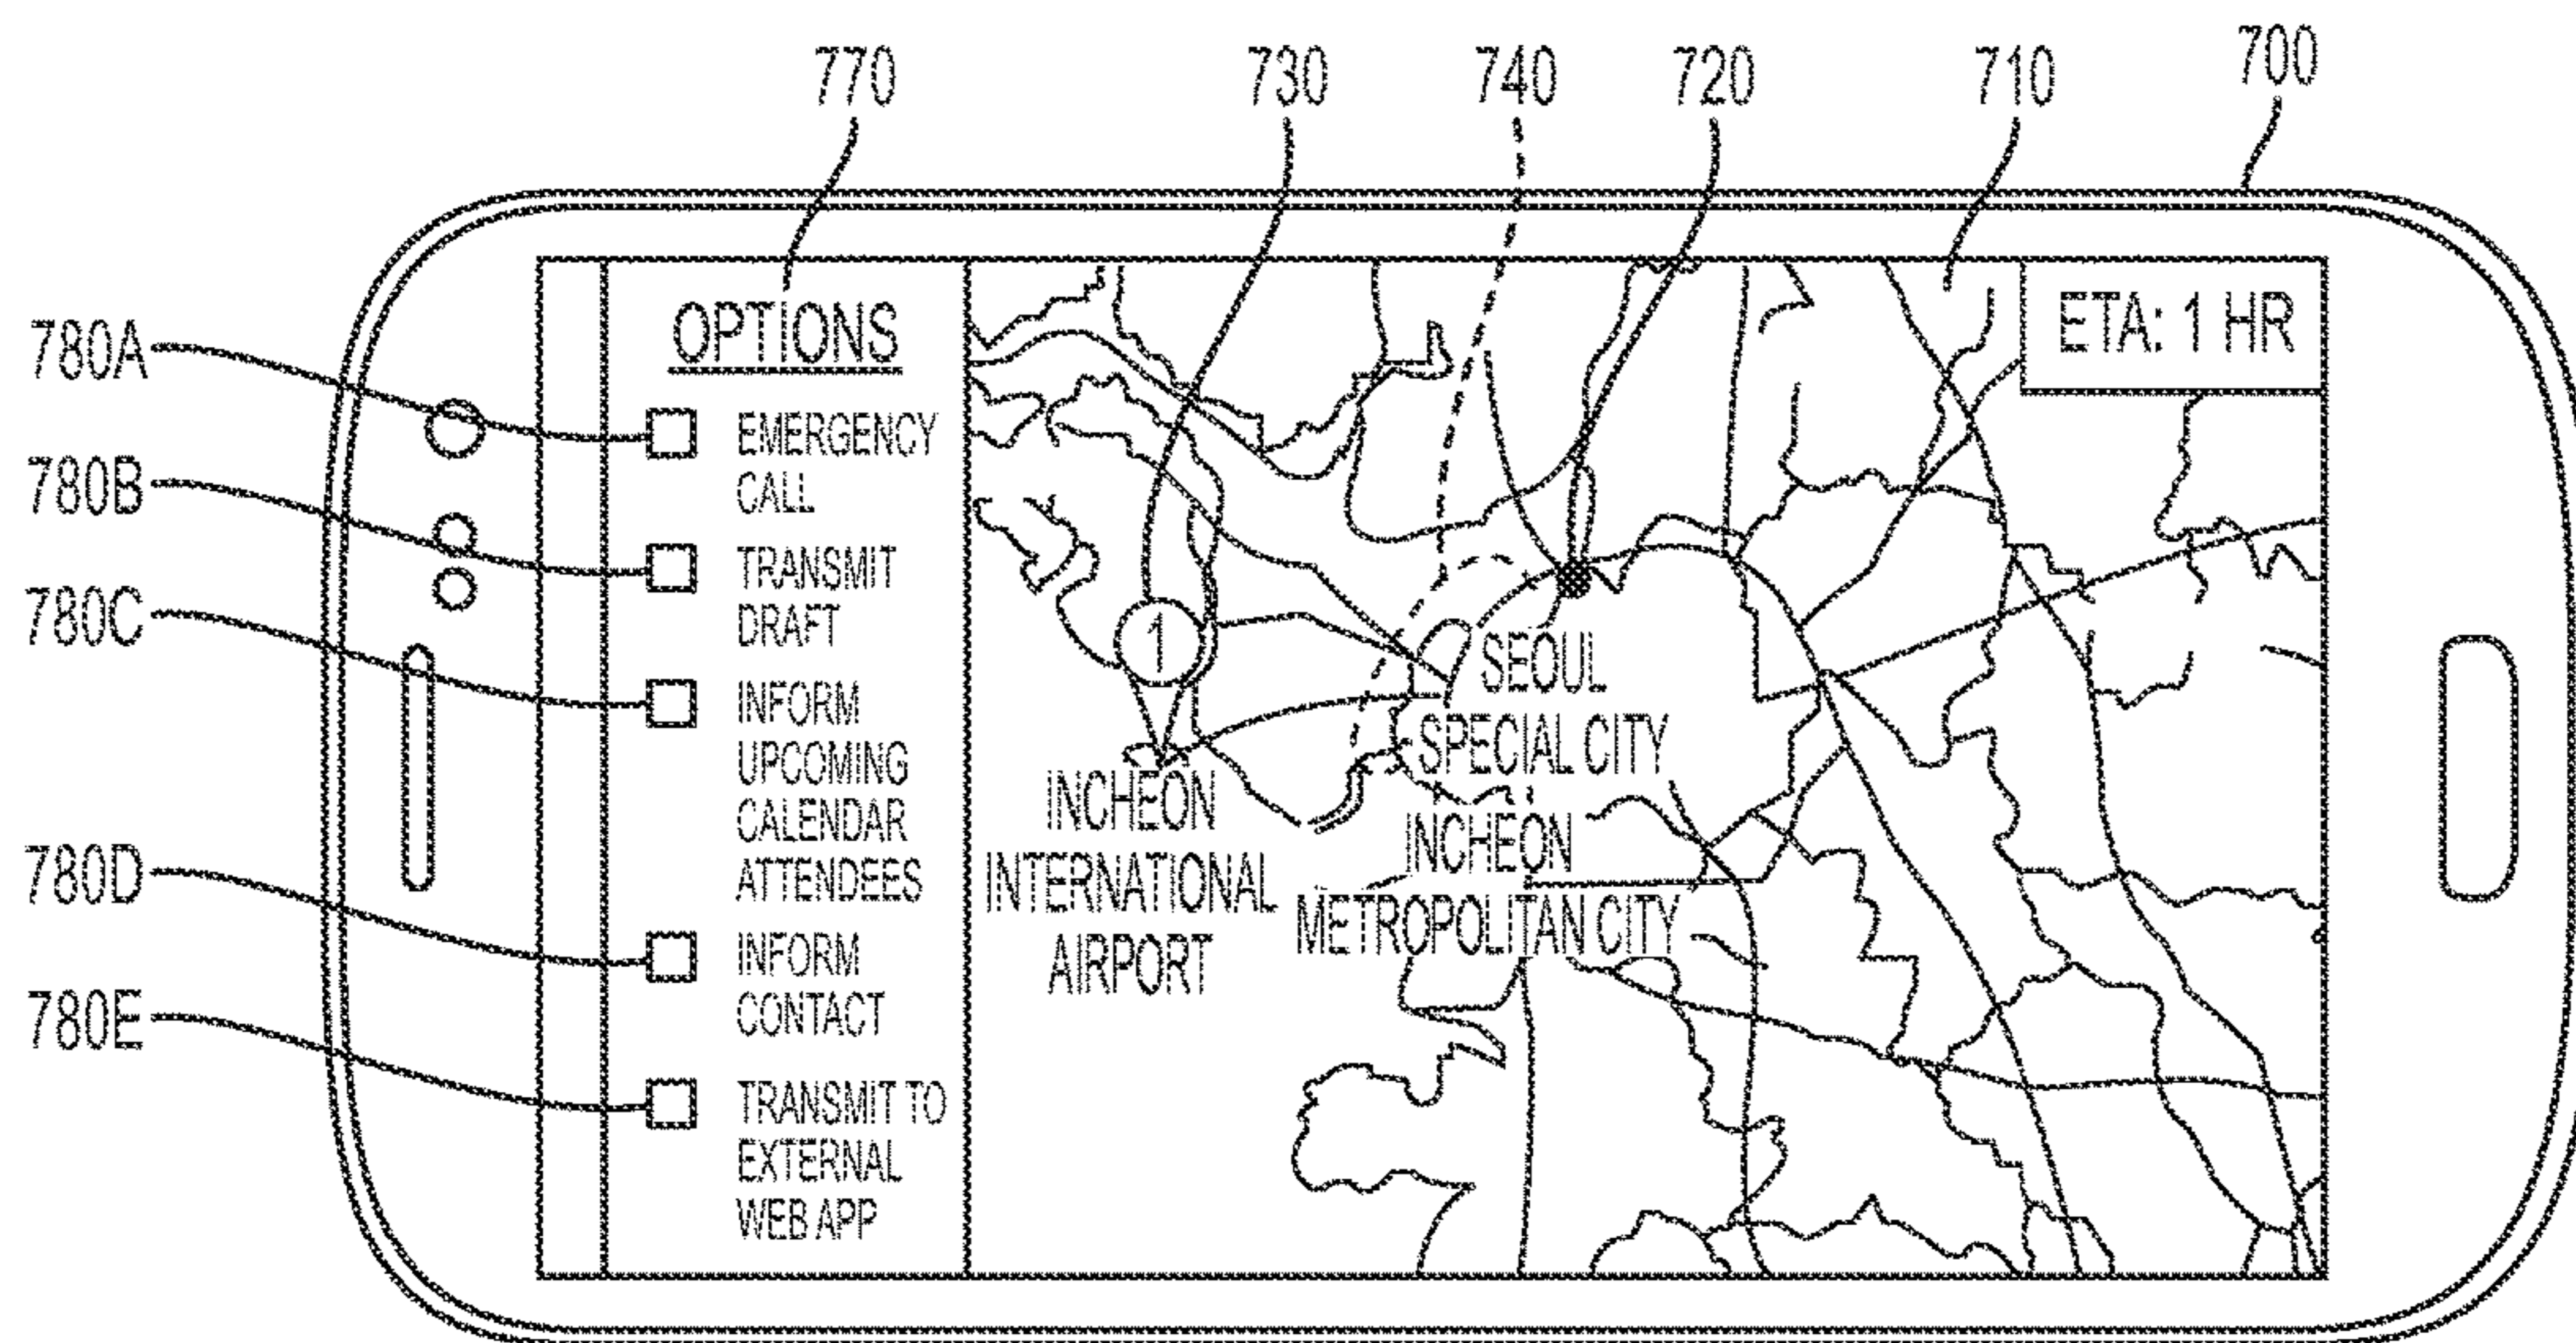 770
730
740
720
710
700
780A
780B
780C
780D
780E
OPTIONS
EMERGENCY
CALL
TRANSMIT
DRAFT
INFORM
UPCOMING
CALENDAR
ATTENDEES
INFORM
CONTACT
TRANSMIT TO
EXTERNAL
WEB APP
ETA: 1 HR
1
INCHEON
INTERNATIONAL
AIRPORT
SEOUL
SPECIAL CITY
INCHEON
METROPOLITAN CITY